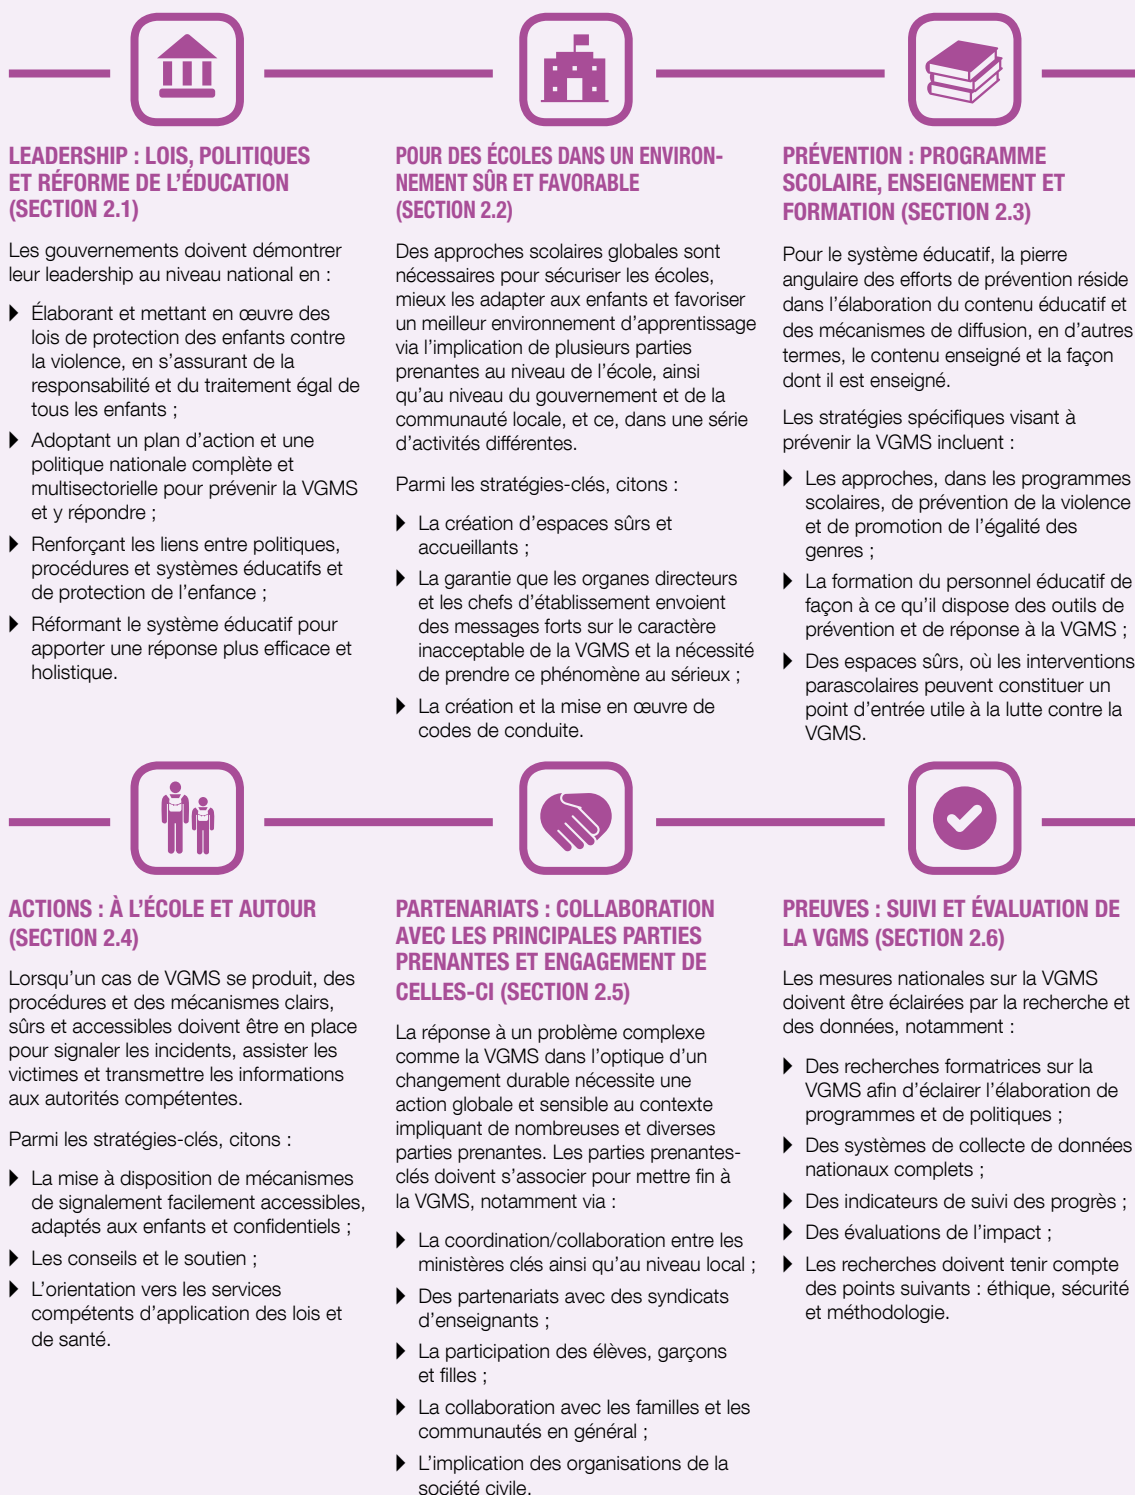 LEADERSHIP : LOIS, POLITIQUES
ET RÉFORME DE L'ÉDUCATION
(SECTION 2.1)
Les gouvernements doivent démontrer
leur leadership au niveau national en :
Élaborant et mettant en œuvre des
lois de protection des enfants contre
la violence, en s'assurant de la
responsabilité et du traitement égal de
tous les enfants ;
Adoptant un plan d'action et une
politique nationale complète et
multisectorielle pour prévenir la VGMS
et y répondre ;
Renforçant les liens entre politiques,
procédures et systèmes éducatifs et
de protection de l'enfance ;
Réformant le système éducatif pour
apporter une réponse plus efficace et
holistique.
POUR DES ÉCOLES DANS UN ENVIRON-
NEMENT SÛR ET FAVORABLE
(SECTION 2.2)
Des approches scolaires globales sont
nécessaires pour sécuriser les écoles,
mieux les adapter aux enfants et favoriser
un meilleur environnement d'apprentissage
via l'implication de plusieurs parties
prenantes au niveau de l'école, ainsi
qu'au niveau du gouvernement et de la
communauté locale, et ce, dans une série
d'activités différentes.
Parmi les stratégies-clés, citons :
La création d'espaces sûrs et
accueillants ;
La garantie que les organes directeurs
et les chefs d'établissement envoient
des messages forts sur le caractère
inacceptable de la VGMS et la nécessité
de prendre ce phénomène au sérieux ;
La création et la mise en œuvre de
codes de conduite.
PRÉVENTION : PROGRAMME
SCOLAIRE, ENSEIGNEMENT ET
FORMATION (SECTION 2.3)
Pour le système éducatif, la pierre
angulaire des efforts de prévention réside
dans l'élaboration du contenu éducatif et
des mécanismes de diffusion, en d'autres
termes, le contenu enseigné et la façon
dont il est enseigné.
Les stratégies spécifiques visant à
prévenir la VGMS incluent :
Les approches, dans les programmes
scolaires, de prévention de la violence
et de promotion de l'égalité des
genres ;
La formation du personnel éducatif de
façon à ce qu'il dispose des outils de
prévention et de réponse à la VGMS ;
Des espaces sûrs, où les interventions
parascolaires peuvent constituer un
point d'entrée utile à la lutte contre la
VGMS.
ACTIONS : À L'ÉCOLE ET AUTOUR
(SECTION 2.4)
Lorsqu'un cas de VGMS se produit, des
procédures et des mécanismes clairs,
sûrs et accessibles doivent être en place
pour signaler les incidents, assister les
victimes et transmettre les informations
aux autorités compétentes.
Parmi les stratégies-clés, citons :
La mise à disposition de mécanismes
de signalement facilement accessibles,
adaptés aux enfants et confidentiels ;
Les conseils et le soutien ;
L'orientation vers les services
compétents d'application des lois et
de santé.
PARTENARIATS : COLLABORATION
AVEC LES PRINCIPALES PARTIES
PRENANTES ET ENGAGEMENT DE
CELLES-CI (SECTION 2.5)
La réponse à un problème complexe
comme la VGMS dans l'optique d'un
changement durable nécessite une
action globale et sensible au contexte
impliquant de nombreuses et diverses
parties prenantes. Les parties prenantes-
clés doivent s'associer pour mettre fin à
la VGMS, notamment via :
La coordination/collaboration entre les
ministères clés ainsi qu'au niveau local ;
Des partenariats avec des syndicats
d'enseignants ;
La participation des élèves, garçons
et filles ;
La collaboration avec les familles et les
communautés en général ;
L'implication des organisations de la
société civile.
PREUVES : SUIVI ET ÉVALUATION DE
LA VGMS (SECTION 2.6)
Les mesures nationales sur la VGMS
doivent être éclairées par la recherche et
des données, notamment :
Des recherches formatrices sur la
VGMS afin d'éclairer l'élaboration de
programmes et de politiques ;
Des systèmes de collecte de données
nationaux complets ;
Des indicateurs de suivi des progrès ;
Des évaluations de l'impact ;
Les recherches doivent tenir compte
des points suivants : éthique, sécurité
et méthodologie.